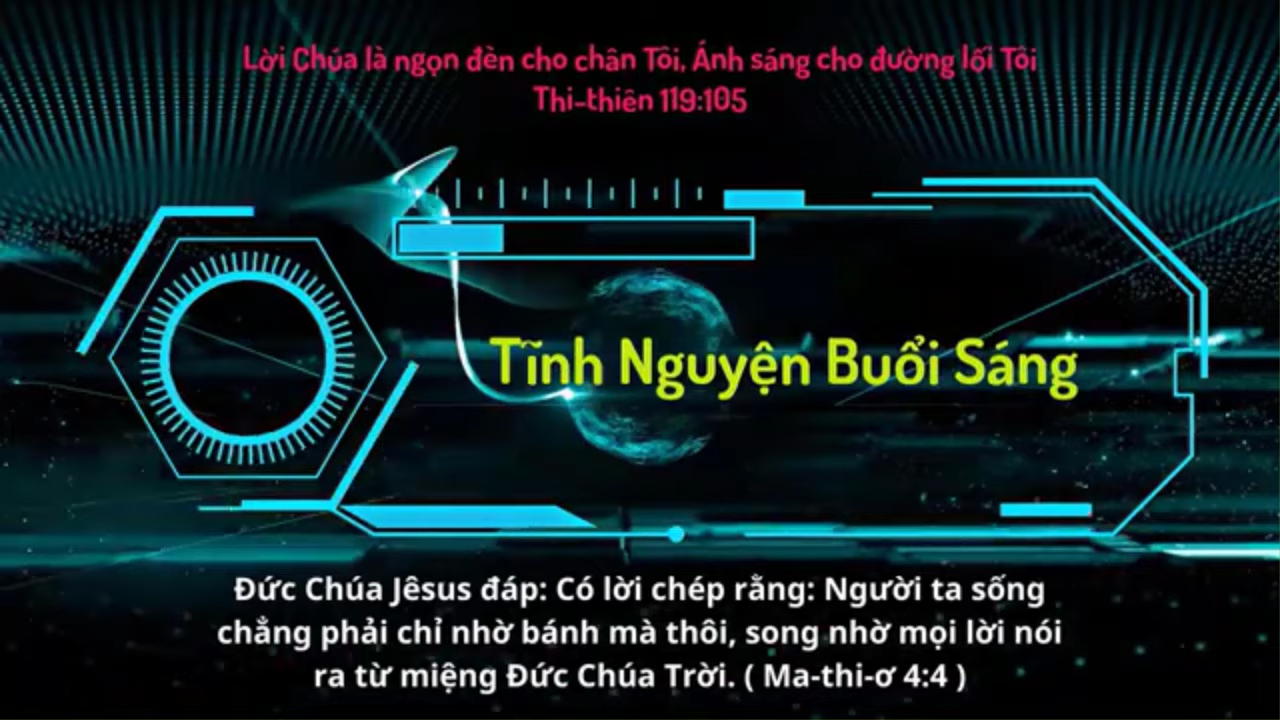 Lời Chúa là ngọn đèn cho chân Tôi, Ánh sáng cho đường lối Tôi
Thi-thiên 119:105
Tĩnh Nguyện Buổi Sáng
Đức Chúa Jêsus đáp: Có lời chép rằng: Người ta sống
chẳng phải chỉ nhờ bánh mà thôi, song nhờ mọi lời nói
ra từ miệng Đức Chúa Trời. ( Ma-thi-ơ 4:4 )